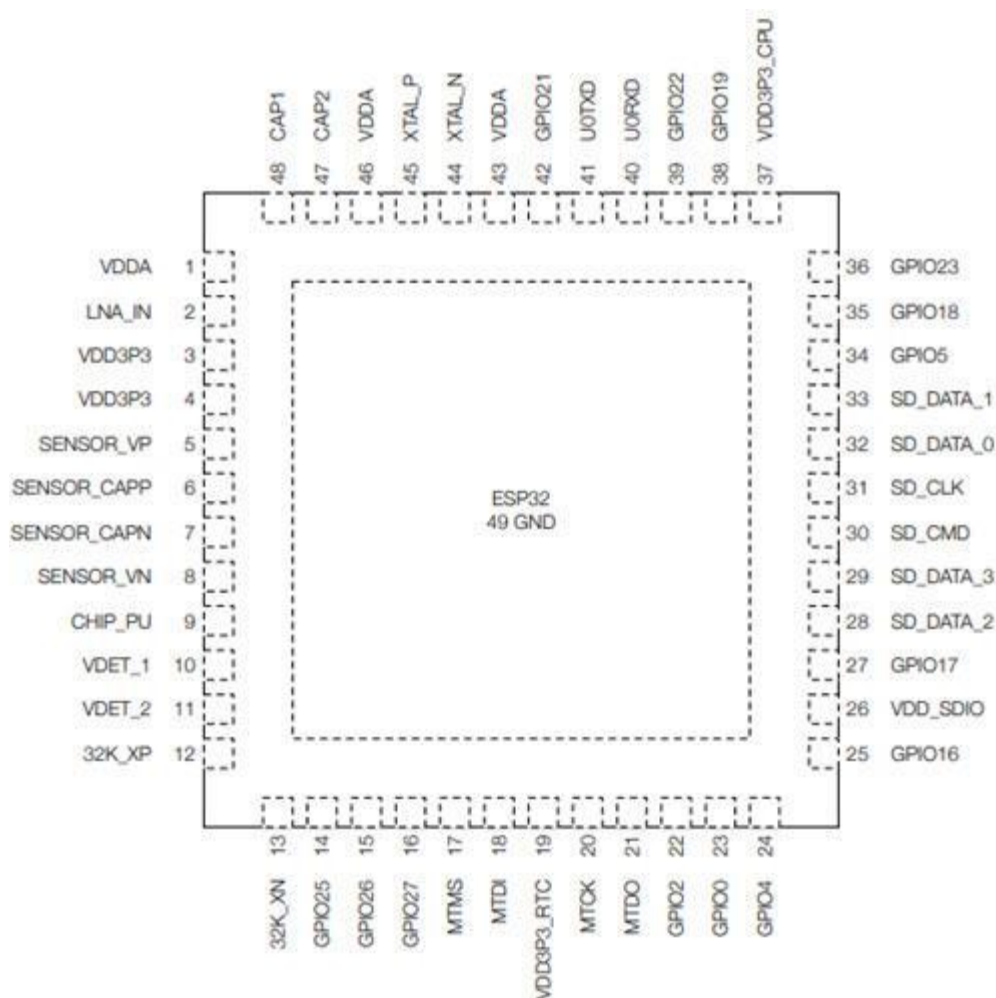 48 CAP1
47 CAP2
46 VDDA
45 XTAL_P
44 XTAL_N
43 VDDA
42 GPIO21
41 U0TXD
40 U0RXD
39 GPIO22
38 GPIO19
37 VDD3P3_CPU
VDDA 1
LNA_IN 2
VDD3P3 3
VDD3P3 4
SENSOR_VP 5
SENSOR_CAPP 6
SENSOR_CAPN 7
SENSOR_VN 8
CHIP_PU 9
VDET_1 10
VDET_2 11
32K_XP 12
ESP32
49 GND
36 GPIO23
35 GPIO18
34 GPIO5
33 SD_DATA_1
32 SD_DATA_0
31 SD_CLK
30 SD_CMD
29 SD_DATA_3
28 SD_DATA_2
27 GPIO17
26 VDD_SDIO
25 GPIO16
32K_XN 13
GPIO25 14
GPIO26 15
GPIO27 16
MTMS 17
MTDI 18
VDD3P3_RTC 19
MTCK 20
MTDO 21
GPIO2 22
GPIO0 23
GPIO4 24